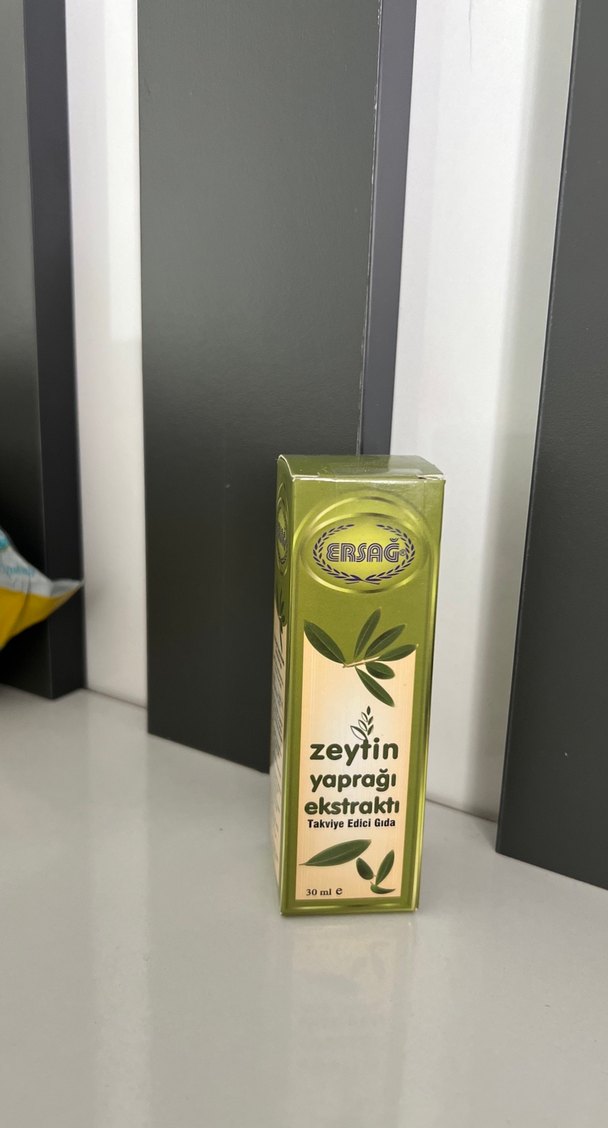 ERSAĞ
zeytin
yaprağı
ekstraktı
Takviye Edici Gıda
30 ml e